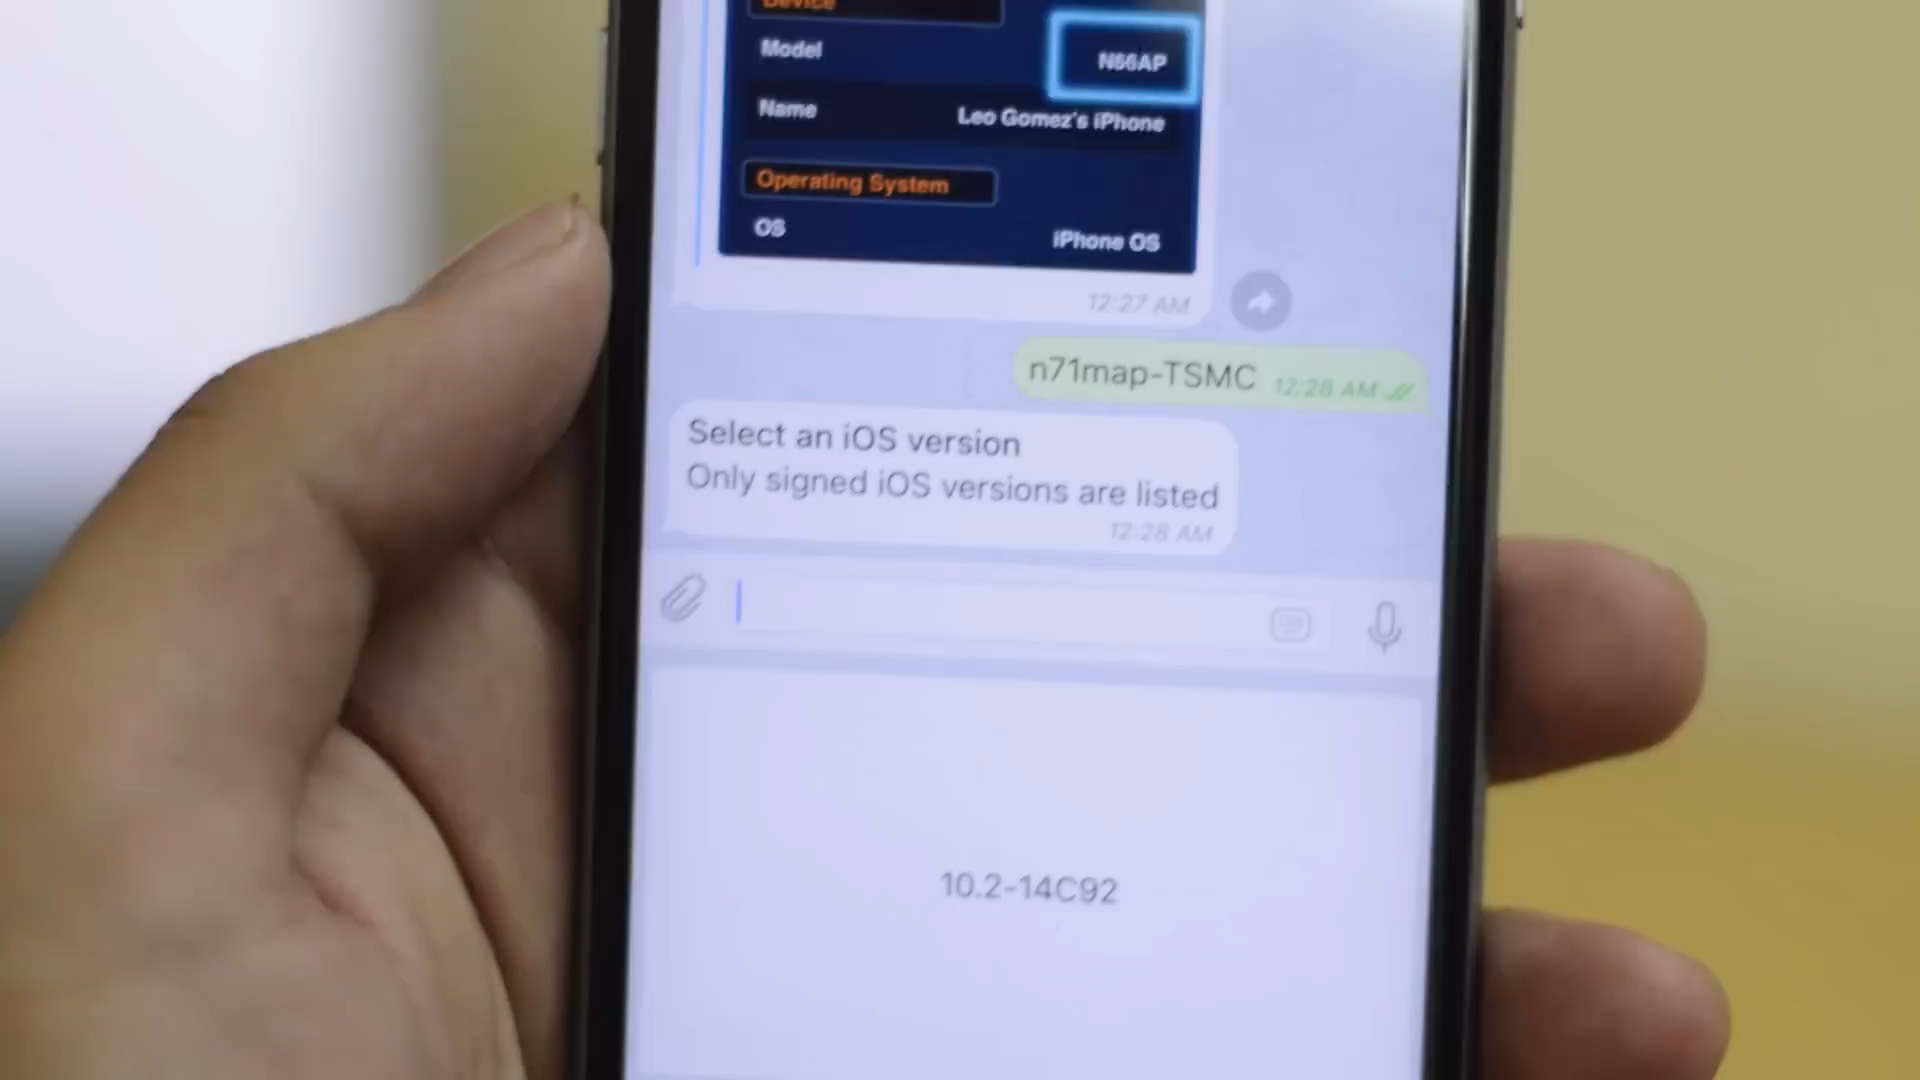 Device
Model N66AP
Name Leo Gomez's iPhone
Operating System
OS iPhone OS
12:27 AM
n71map-TSMC 12:28 AM
Select an iOS version
Only signed iOS versions are listed
12:28 AM
10.2-14C92